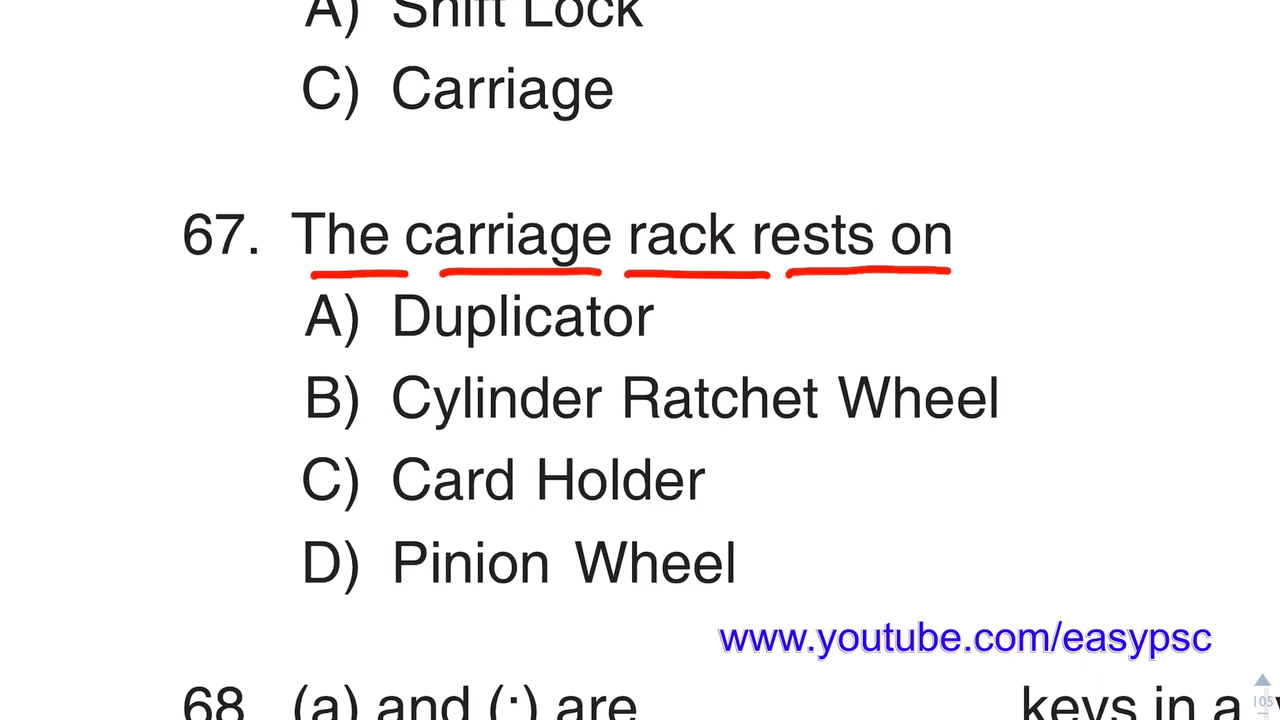 A) Shift Lock
C) Carriage
67. The carriage rack rests on
A) Duplicator
B) Cylinder Ratchet Wheel
C) Card Holder
D) Pinion Wheel
www.youtube.com/easypsc
68 (a) and (;) are keys in a
105